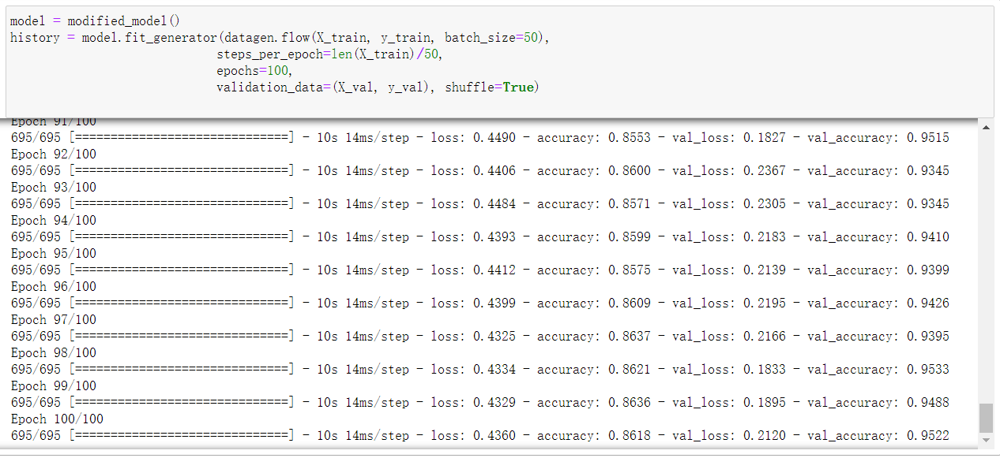 model = modified_model()
history = model.fit_generator(datagen.flow(X_train, y_train, batch_size=50),
steps_per_epoch=len(X_train)/50,
epochs=100,
validation_data=(X_val, y_val), shuffle=True)
Epoch 91/100
695/695 [==============================] - 10s 14ms/step - loss: 0.4490 - accuracy: 0.8553 - val_loss: 0.1827 - val_accuracy: 0.9515
Epoch 92/100
695/695 [==============================] - 10s 14ms/step - loss: 0.4406 - accuracy: 0.8600 - val_loss: 0.2367 - val_accuracy: 0.9345
Epoch 93/100
695/695 [==============================] - 10s 14ms/step - loss: 0.4484 - accuracy: 0.8571 - val_loss: 0.2305 - val_accuracy: 0.9345
Epoch 94/100
695/695 [==============================] - 10s 14ms/step - loss: 0.4393 - accuracy: 0.8599 - val_loss: 0.2183 - val_accuracy: 0.9410
Epoch 95/100
695/695 [==============================] - 10s 14ms/step - loss: 0.4412 - accuracy: 0.8575 - val_loss: 0.2139 - val_accuracy: 0.9399
Epoch 96/100
695/695 [==============================] - 10s 14ms/step - loss: 0.4399 - accuracy: 0.8609 - val_loss: 0.2195 - val_accuracy: 0.9426
Epoch 97/100
695/695 [==============================] - 10s 14ms/step - loss: 0.4325 - accuracy: 0.8637 - val_loss: 0.2166 - val_accuracy: 0.9395
Epoch 98/100
695/695 [==============================] - 10s 14ms/step - loss: 0.4334 - accuracy: 0.8621 - val_loss: 0.1833 - val_accuracy: 0.9533
Epoch 99/100
695/695 [==============================] - 10s 14ms/step - loss: 0.4329 - accuracy: 0.8636 - val_loss: 0.1895 - val_accuracy: 0.9488
Epoch 100/100
695/695 [==============================] - 10s 14ms/step - loss: 0.4360 - accuracy: 0.8618 - val_loss: 0.2120 - val_accuracy: 0.9522